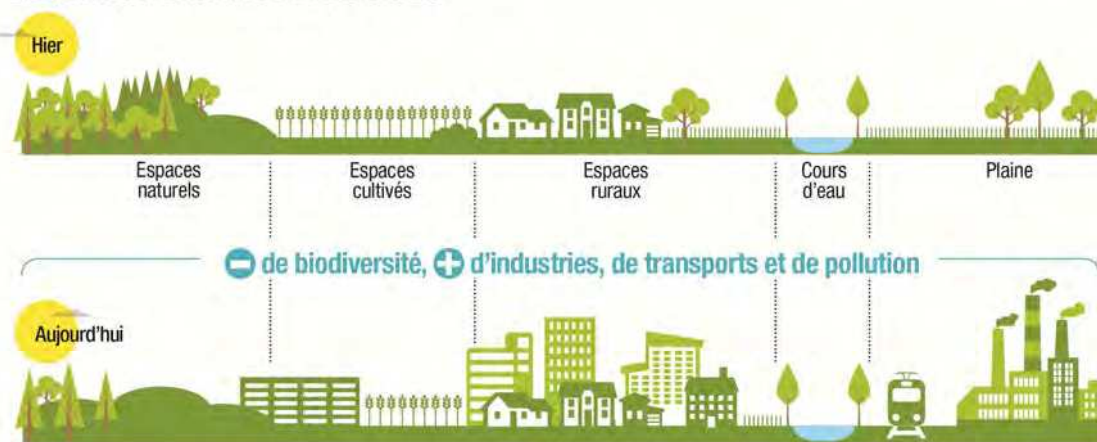 Hier
Espaces
naturels
Espaces
cultivés
Espaces
ruraux
Cours
d'eau
Plaine
- de biodiversité, + d'industries, de transports et de pollution
Aujourd'hui